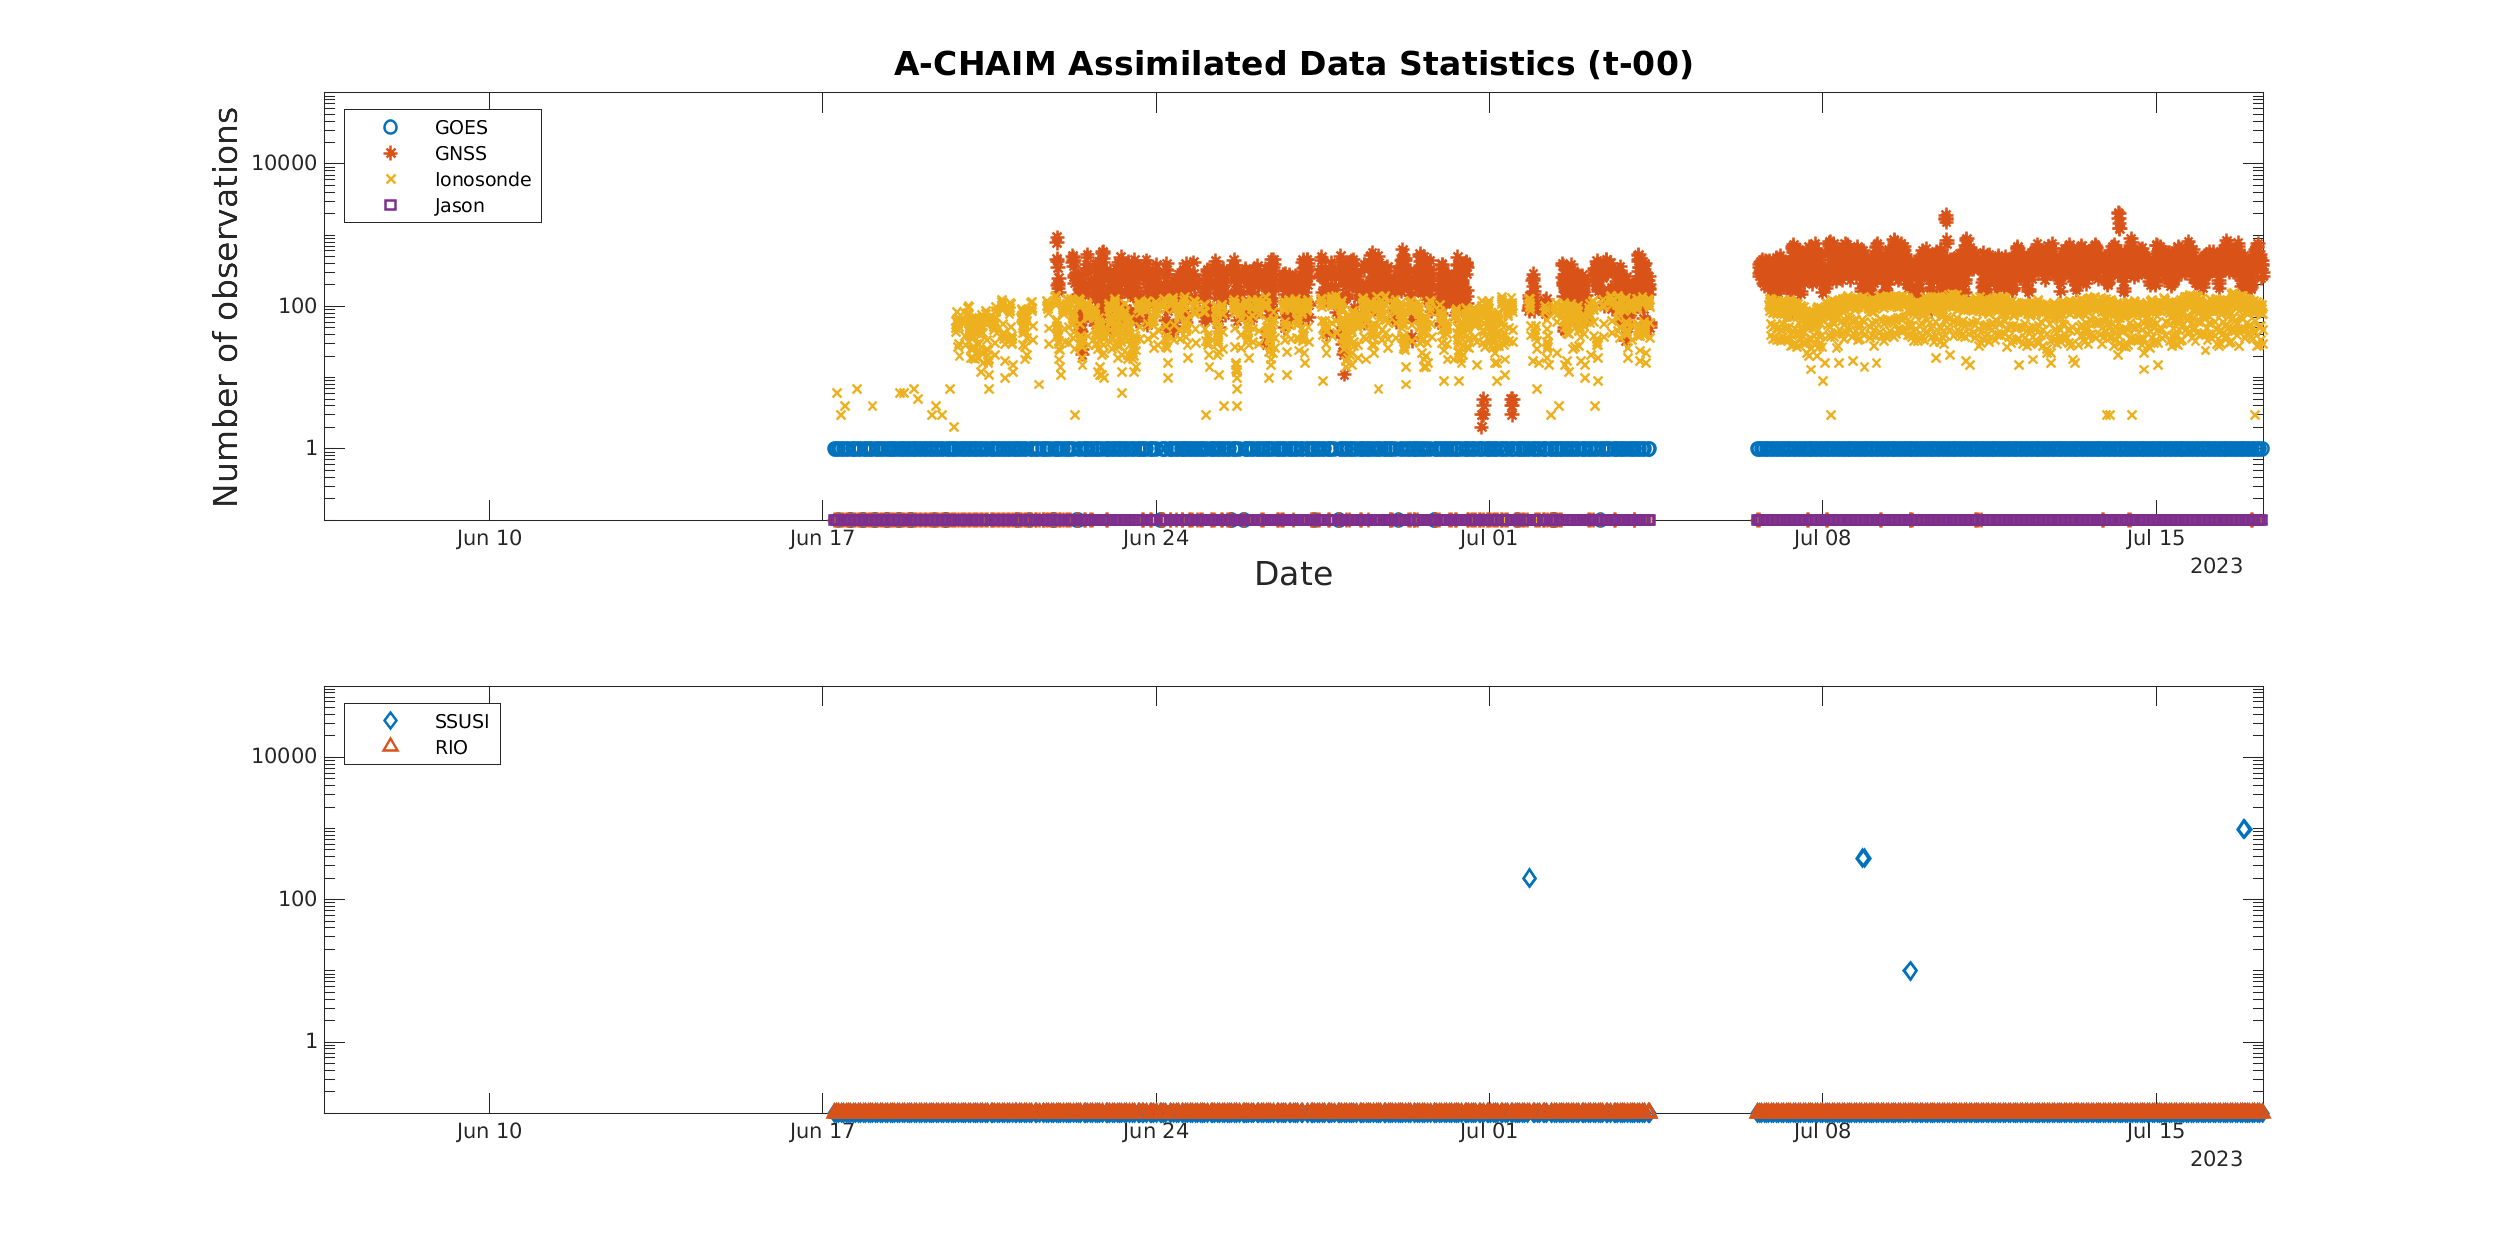 A-CHAIM Assimilated Data Statistics (t-00)
Number of observations
GOES
GNSS
Ionosonde
Jason
10000
100
1
Jun 10
Jun 17
Jun 24
Jul 01
Jul 08
Jul 15
2023
Date
SSUSI
RIO
10000
100
1
Jun 10
Jun 17
Jun 24
Jul 01
Jul 08
Jul 15
2023